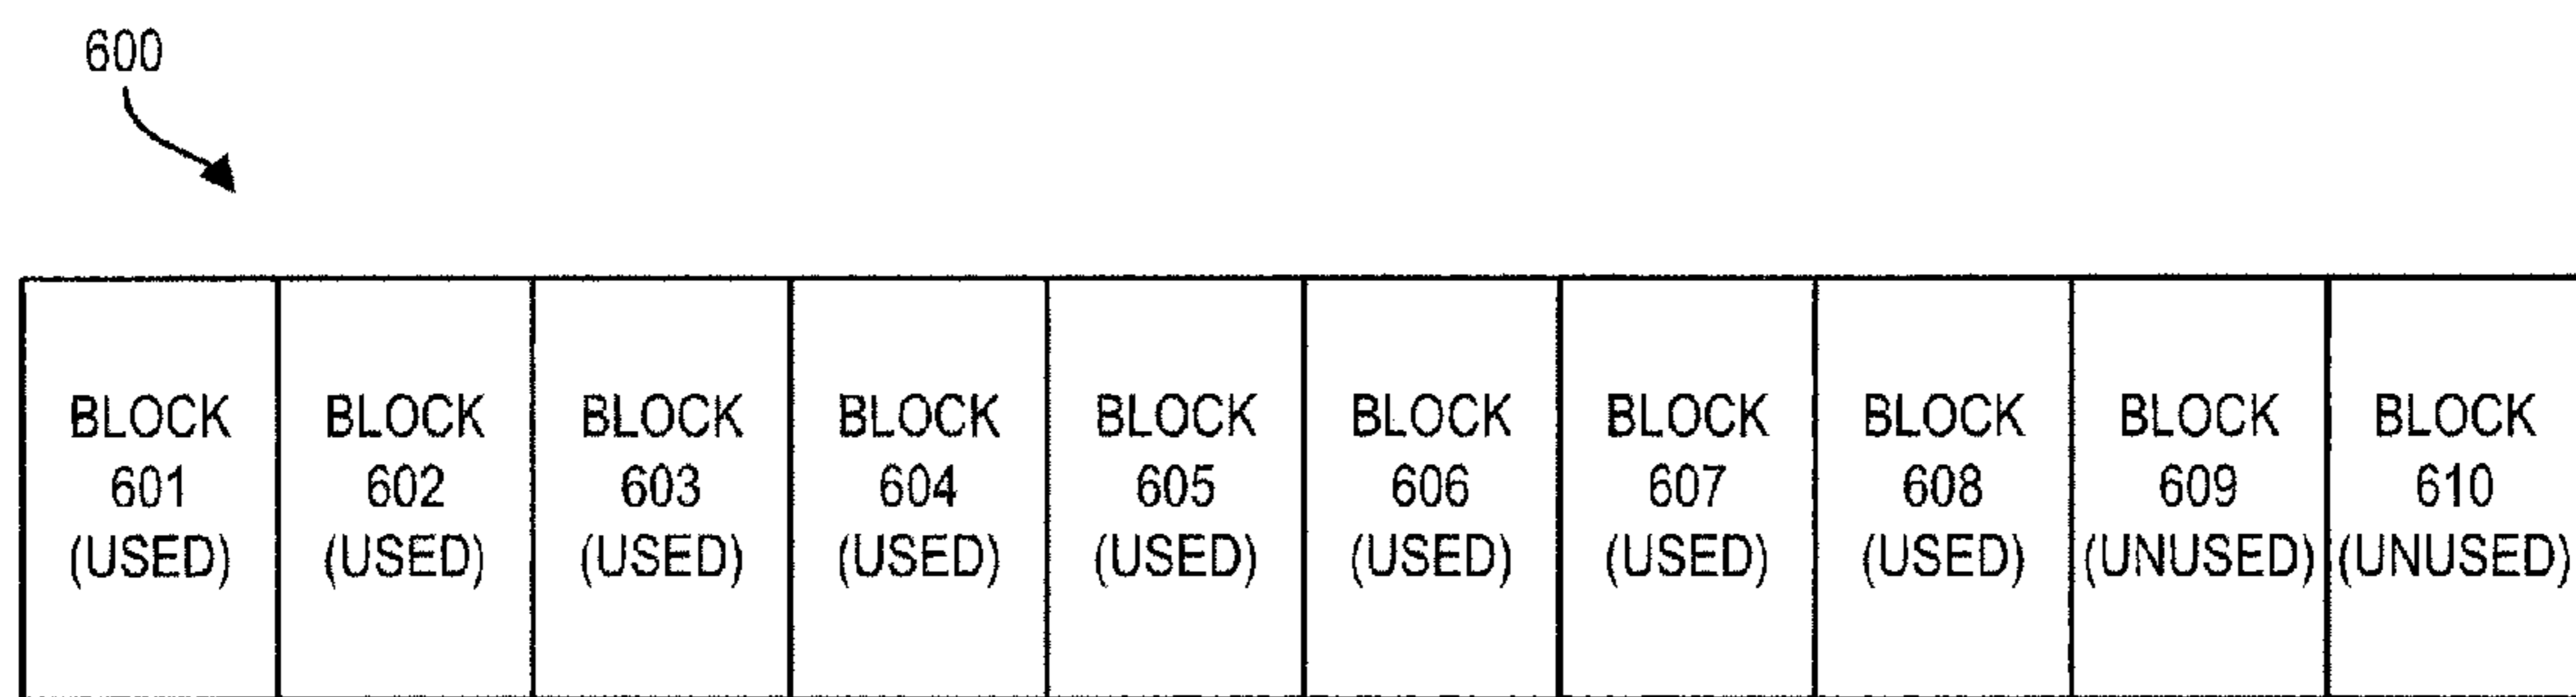 600
BLOCK
601
(USED)
BLOCK
602
(USED)
BLOCK
603
(USED)
BLOCK
604
(USED)
BLOCK
605
(USED)
BLOCK
606
(USED)
BLOCK
607
(USED)
BLOCK
608
(USED)
BLOCK
609
(UNUSED)
BLOCK
610
(UNUSED)